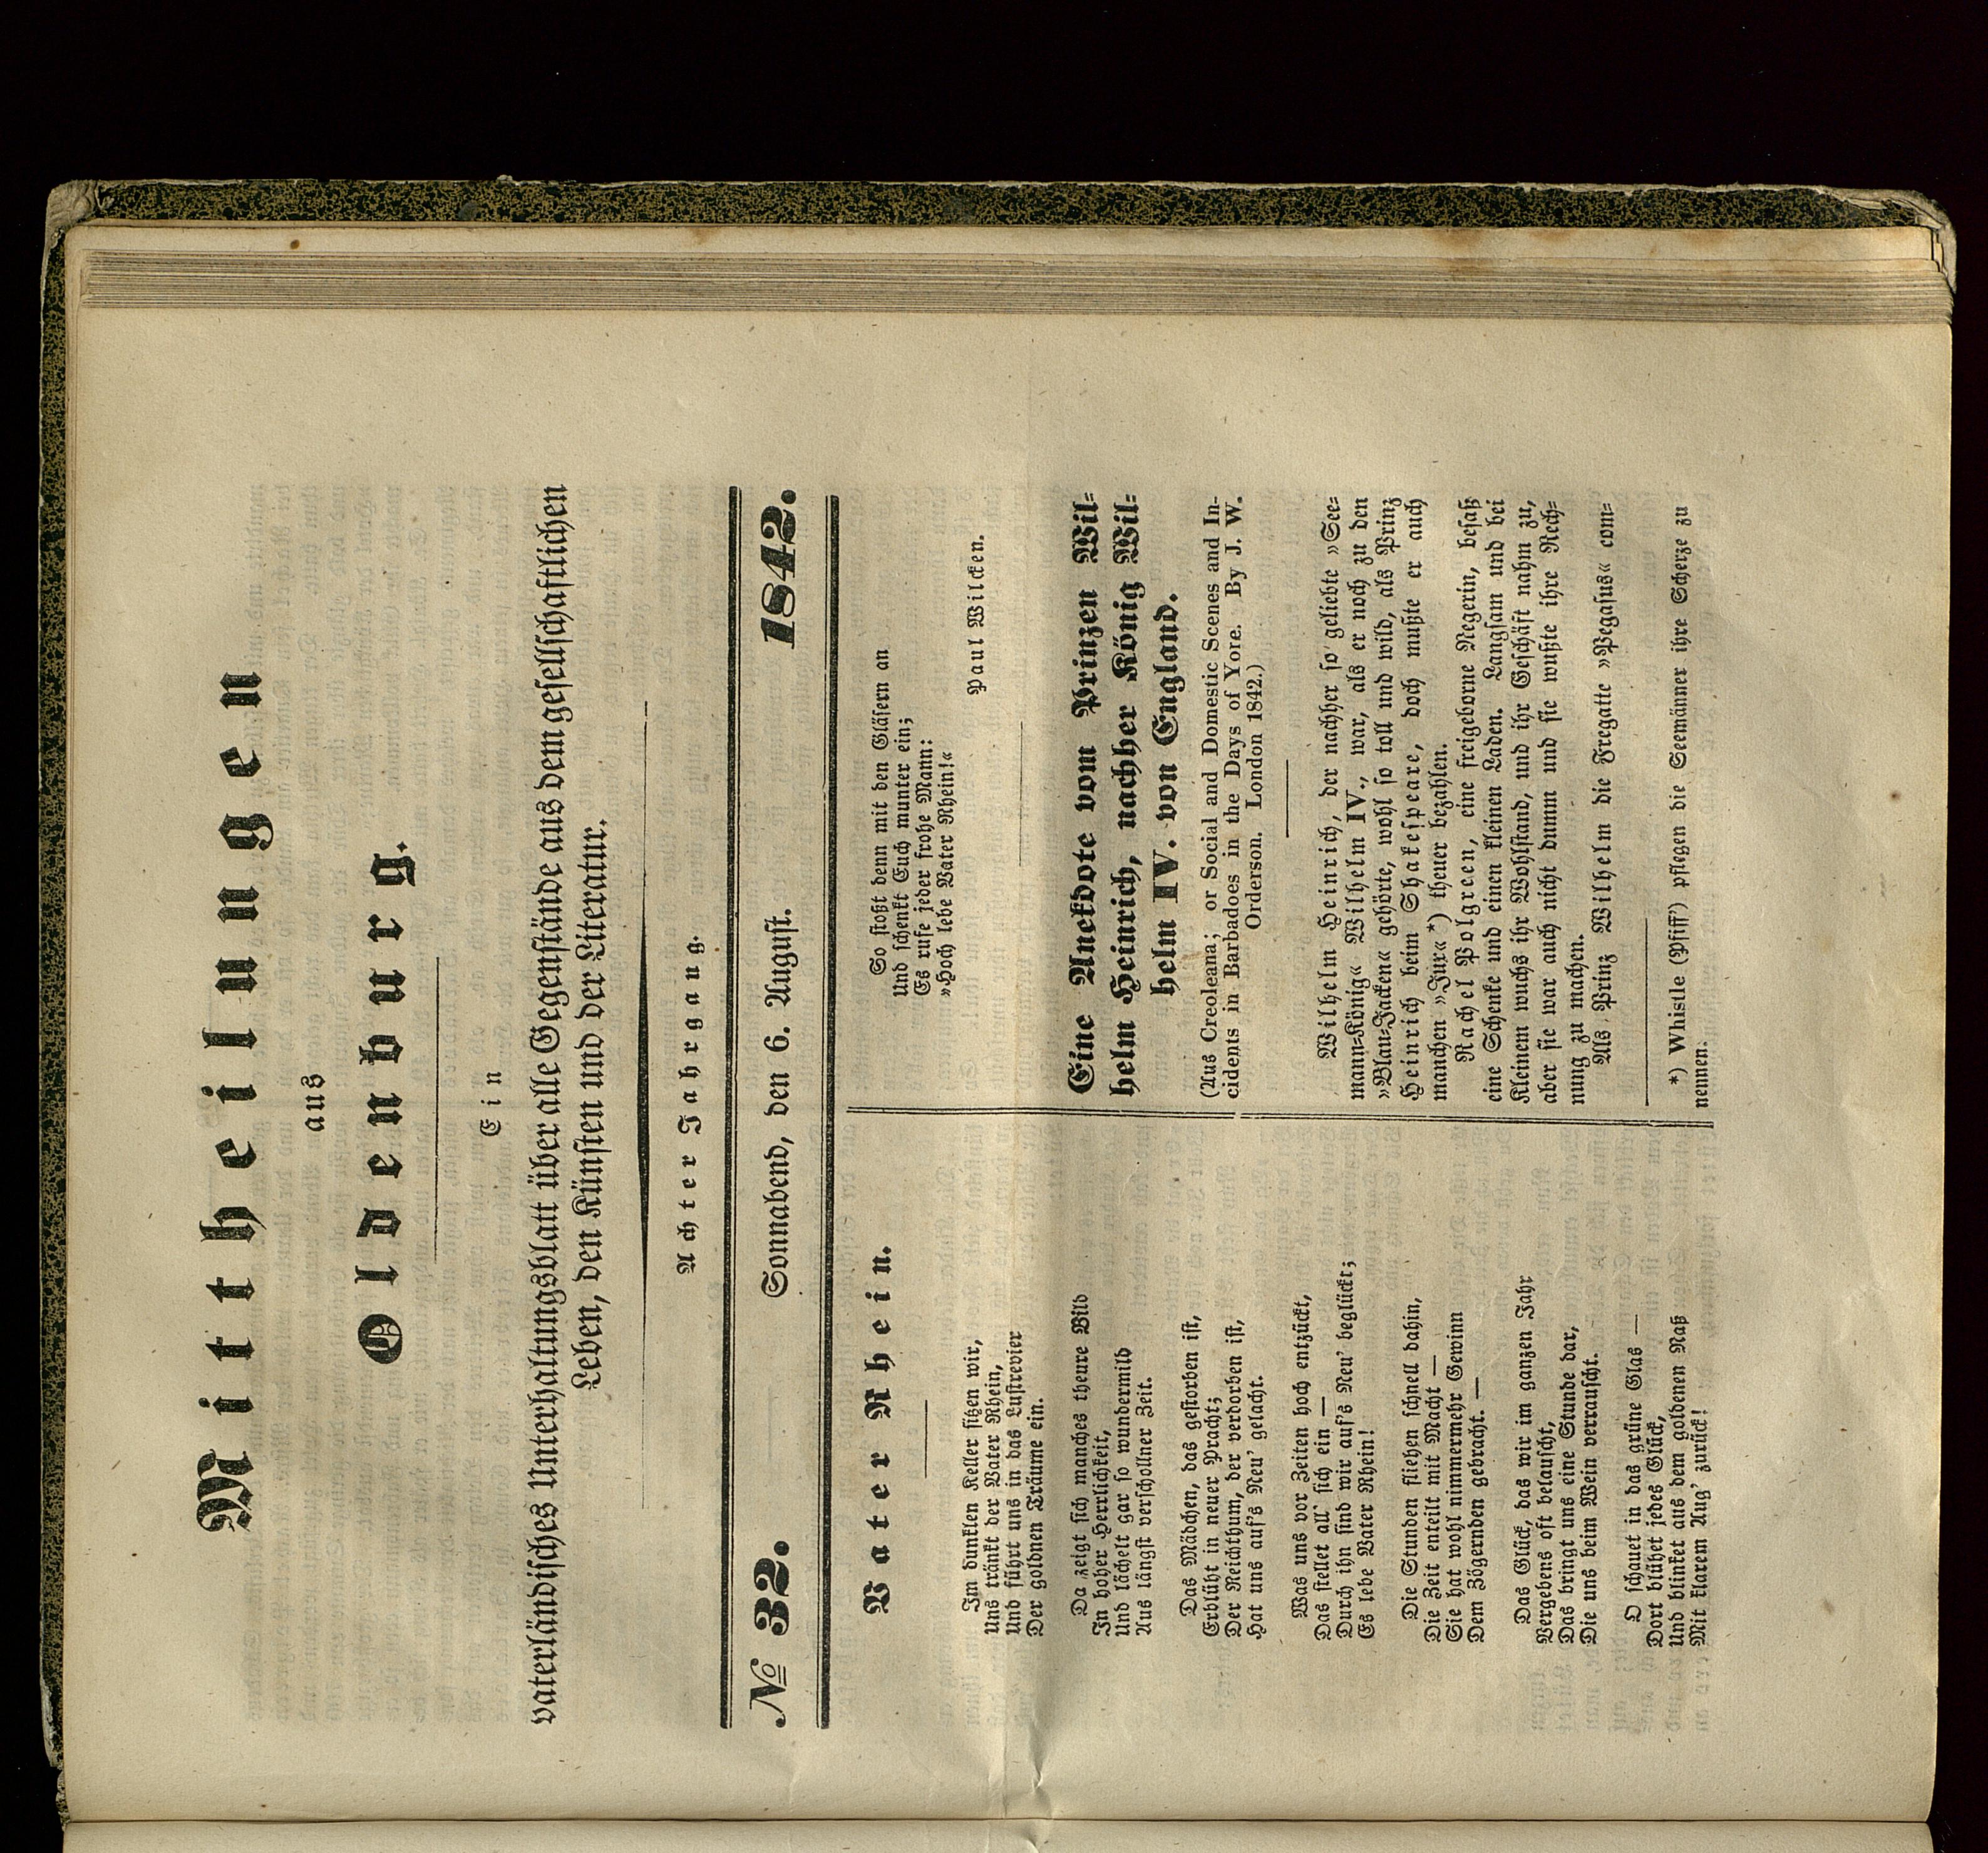 Mittheilungen
aus
Oldenburg.
Ein
vaterländisches Unterhaltungsblatt über alle Gegenstände aus dem gesellschaftlichen
Leben, den Künsten und der Literatur.
Achter Jahrgang.
No 32. Sonnabend, den 6. August. 1842.
Vater Rhein.
Im dunklen Keller sitzen wir,
Uns tränkt der Vater Rhein,
Und führt uns in das Lustrevier
Der goldnen Träume ein.
Da zeigt sich manches theure Bild
In hoher Herrlichkeit,
Und lächelt gar so wundermild
Aus längst verschollner Zeit.
Das Mädchen, das gestorben ist,
Erblüht in neuer Pracht;
Der Reichthum, der verdorben ist,
Hat uns auf's Neu' gelacht.
Was uns vor Zeiten hoch entzückt,
Das stellet all' sich ein —
Durch ihn sind wir auf's Neu' beglückt;
Es lebe Vater Rhein!
Die Stunden fliehen schnell dahin,
Die Zeit enteilt mit Macht —
Sie hat wohl nimmermehr Gewinn
Dem Zögernden gebracht. —
Das Glück, das wir im ganzen Jahr
Vergebens oft belauscht,
Das bringt uns eine Stunde dar,
Die uns beim Wein verrauscht.
O schauet in das grüne Glas —
Dort blühet jedes Glück,
Und blinket aus dem goldenen Naß
Mit klarem Aug' zurück!
So stoßt denn mit den Gläsern an
Und schenkt Euch munter ein;
Es rufe jeder frohe Mann:
»Hoch lebe Vater Rhein!«
Paul Wilcken.
Eine Anekdote vom Prinzen Wil-
helm Heinrich, nachher König Wil-
helm IV. von England.
(Aus Creoleana; or Social and Domestic Scenes and In-
cidents in Barbadoes in the Days of Yore. By J. W.
Orderson. London 1842.)
Wilhelm Heinrich, der nachher so geliebte »See-
mann-König« Wilhelm IV., war, als er noch zu den
»Blau-Jacken« gehörte, wohl so toll und wild, als Prinz
Heinrich beim Shakespeare, doch mußte er auch
manchen »Jux« *) theuer bezahlen.
Rachel Polgreen, eine freigeborne Negerin, besaß
eine Schenke und einen kleinen Laden. Langsam und bei
Kleinem wuchs ihr Wohlstand, und ihr Geschäft nahm zu,
aber sie war auch nicht dumm und sie wußte ihre Rech-
nung zu machen.
Als Prinz Wilhelm die Fregatte »Pegasus« com-
*) Whistle (Pfiff) pflegen die Seemänner ihre Scherze zu
nennen.